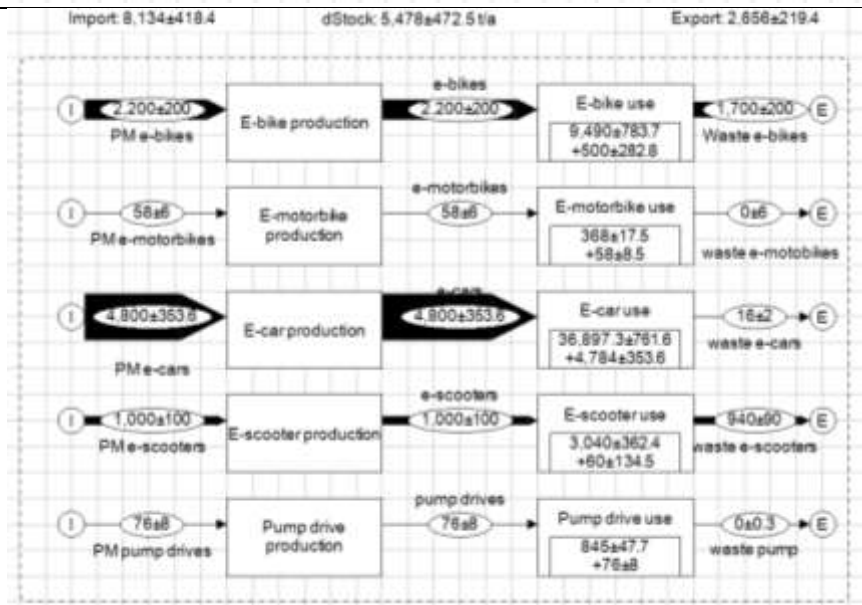 Import: 8,134±418.4 dStock: 5,478±472.5 t/a Export: 2,656±219.4
e-bikes
I 2,200±200 E-bike production 2,200±200 E-bike use 1,700±200 E
PM e-bikes 9,490±783.7 Waste e-bikes
+500±282.8
e-motorbikes
I 58±6 E-motorbike production 58±6 E-motorbike use 0±6 E
PM e-motorbikes 368±17.5 waste e-motobikes
+58±8.5
e-cars
I 4,800±353.6 E-car production 4,800±353.6 E-car use 16±2 E
PM e-cars 36,897.3±761.6 waste e-cars
+4,784±353.6
e-scooters
I 1,000±100 E-scooter production 1,000±100 E-scooter use 940±90 E
PM e-scooters 3,040±362.4 waste e-scooters
+60±134.5
pump drives
I 76±8 Pump drive production 76±8 Pump drive use 0±0.3 E
PM pump drives 845±47.7 waste pump
+76±8